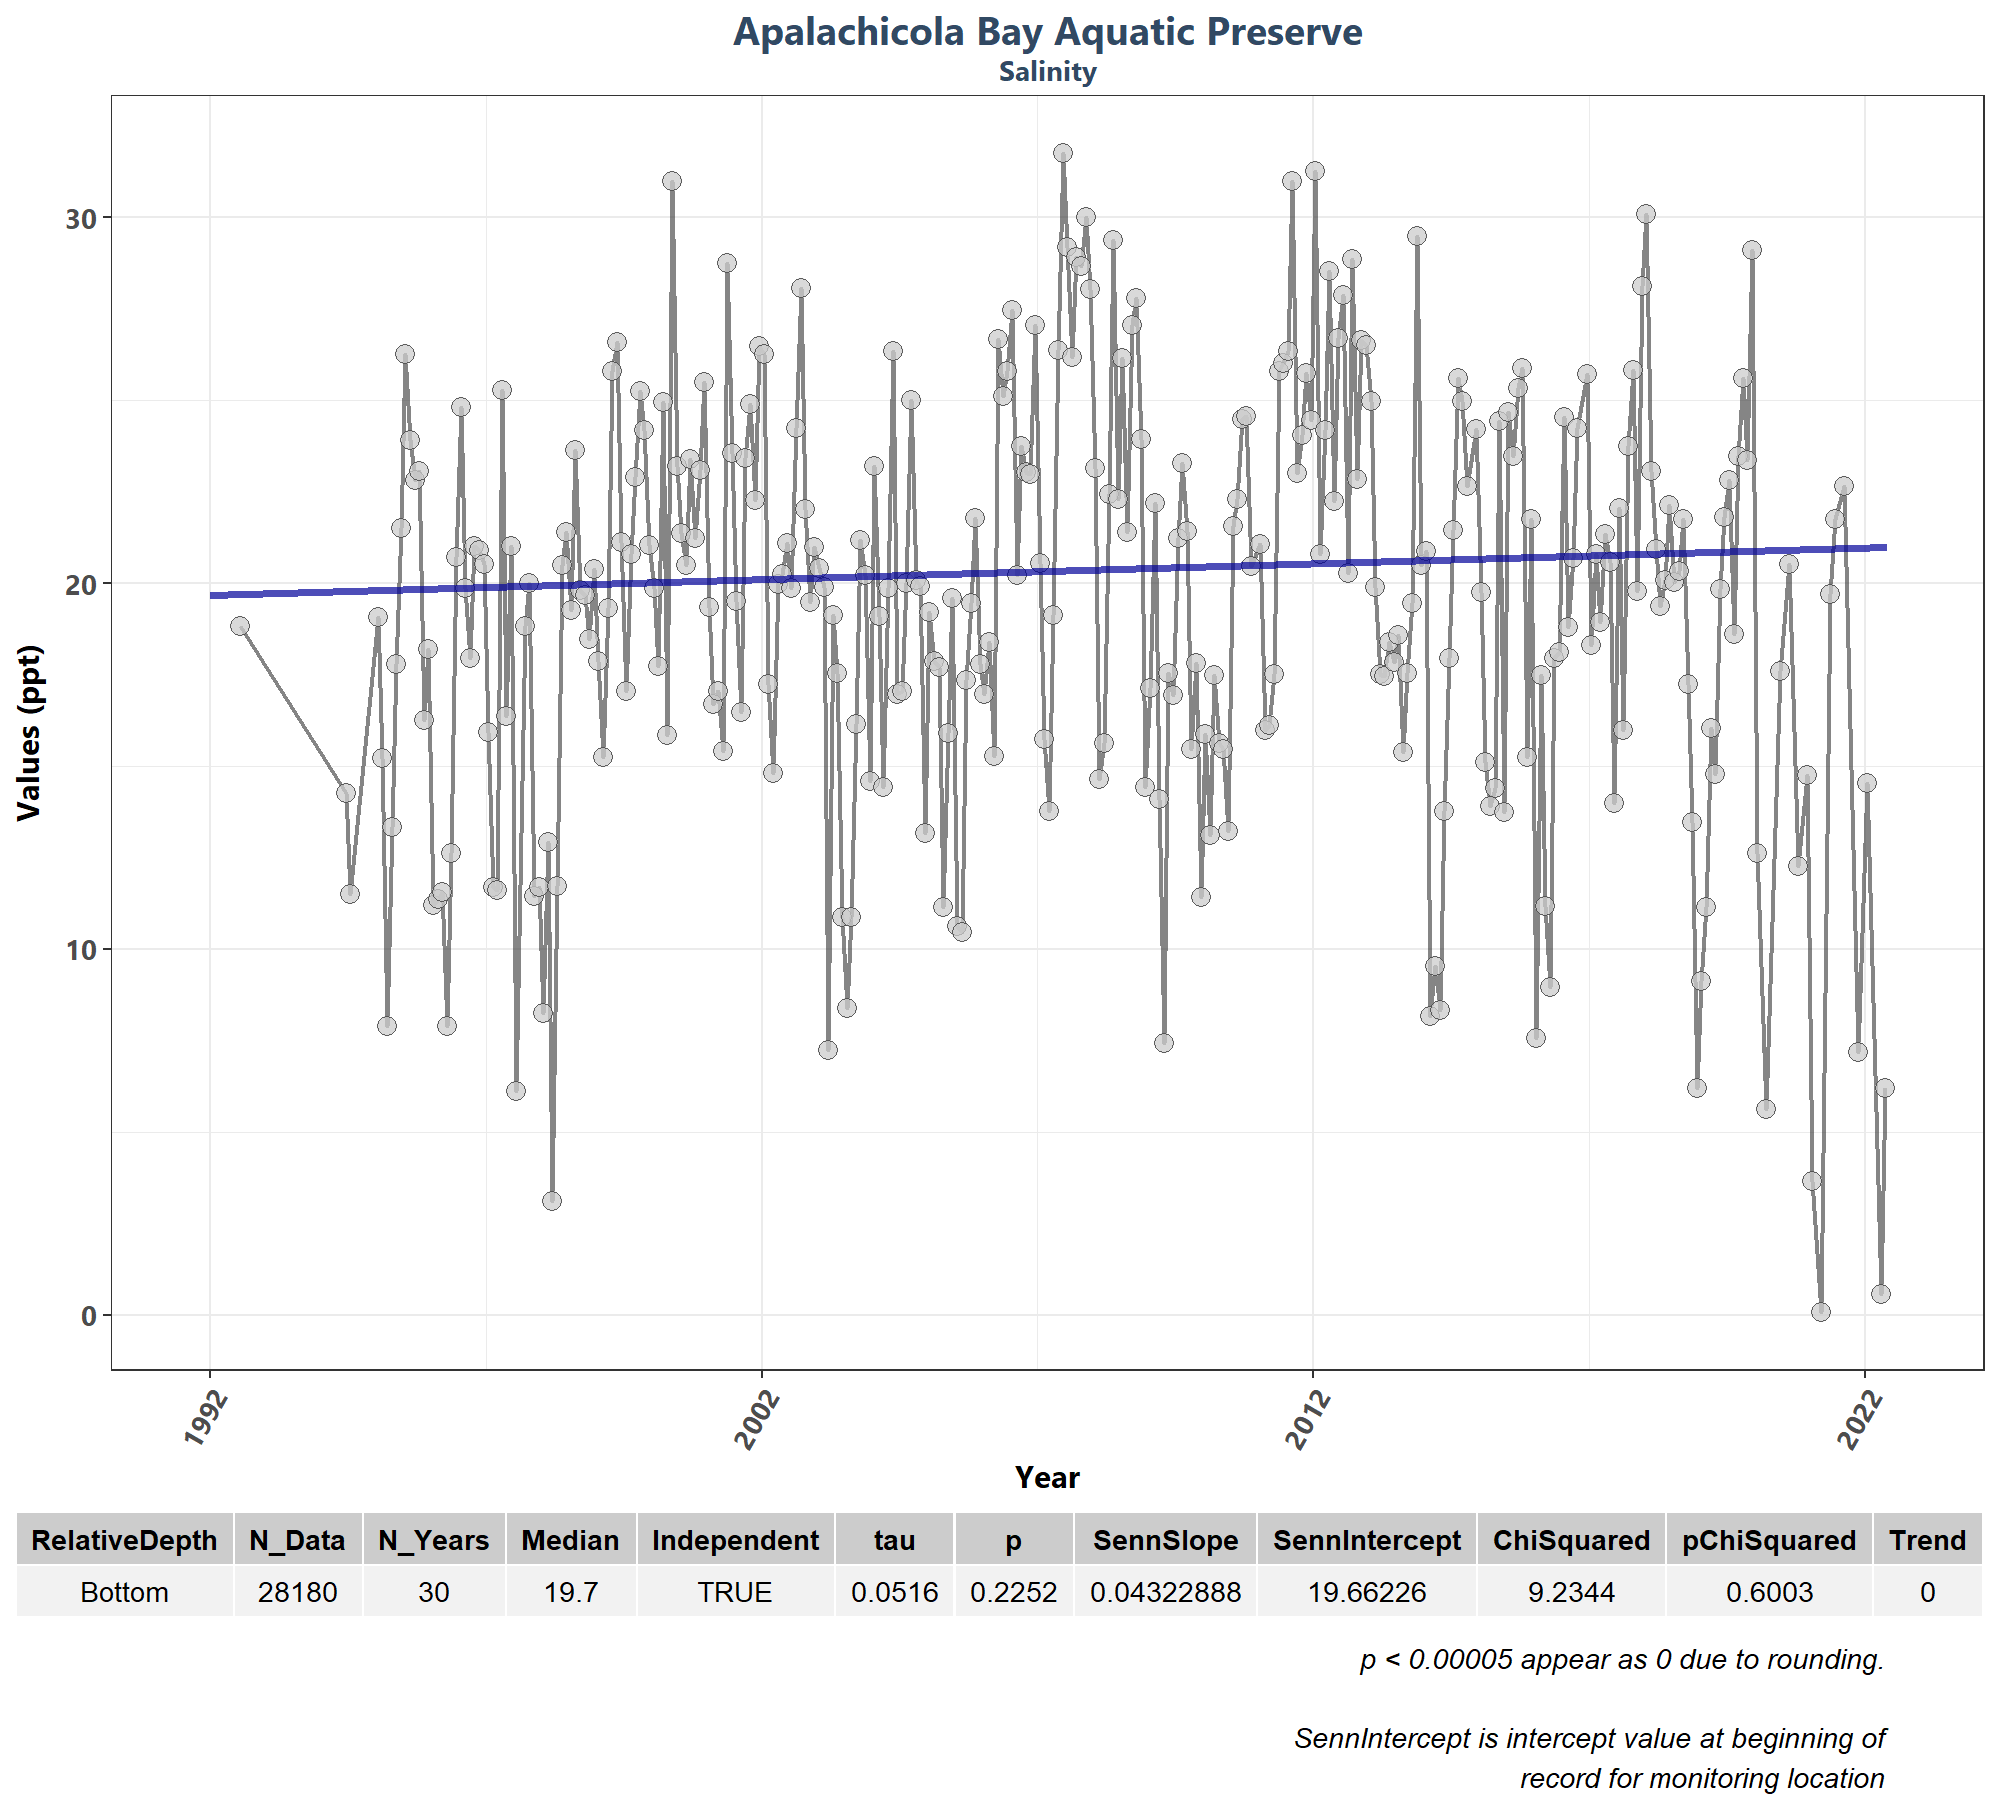 Apalachicola Bay Aquatic Preserve
Salinity
Values (ppt)
30
20
10
0
1992
2002
2012
2022
Year
RelativeDepth N_Data N_Years Median Independent tau p SennSlope SennIntercept ChiSquared pChiSquared Trend
Bottom 28180 30 19.7 TRUE 0.0516 0.2252 0.04322888 19.66226 9.2344 0.6003 0
p < 0.00005 appear as 0 due to rounding.
SennIntercept is intercept value at beginning of
record for monitoring location